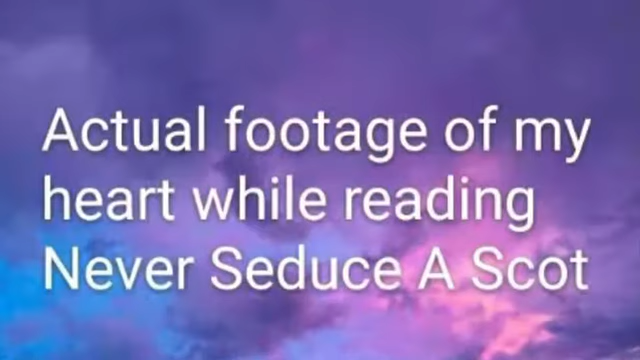 Actual footage of my
heart while reading
Never Seduce A Scot